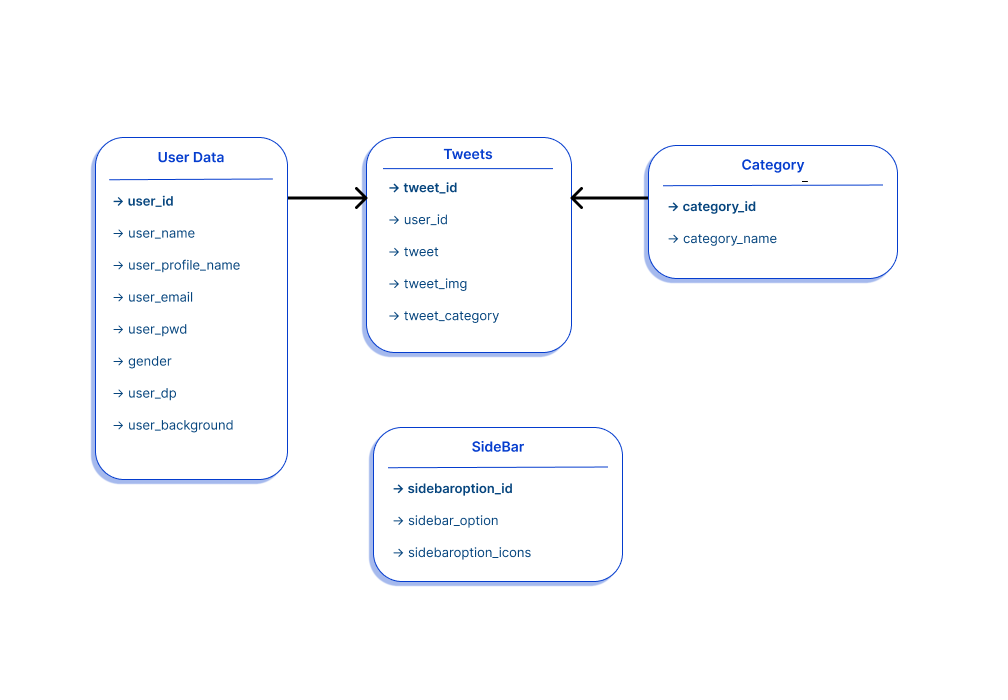 User Data
→ user_id
→ user_name
→ user_profile_name
→ user_email
→ user_pwd
→ gender
→ user_dp
→ user_background
Tweets
→ tweet_id
→ user_id
→ tweet
→ tweet_img
→ tweet_category
Category
_
→ category_id
→ category_name
SideBar
→ sidebaroption_id
→ sidebar_option
→ sidebaroption_icons